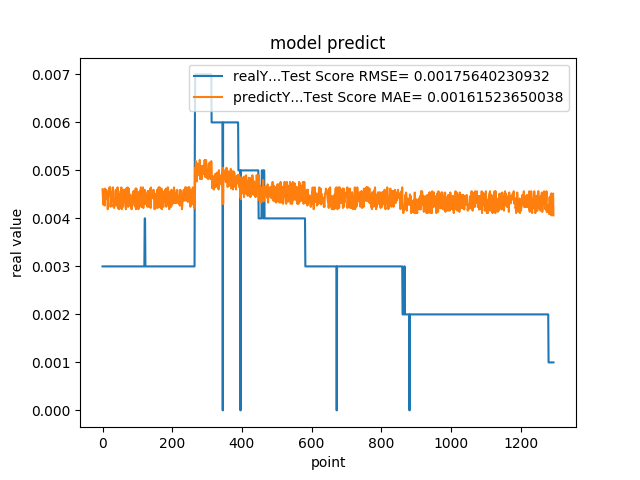 model predict
realY...Test Score RMSE= 0.00175640230932
predictY...Test Score MAE= 0.00161523650038
0.007
0.006
0.005
0.004
0.003
0.002
0.001
0.000
real value
0 200 400 600 800 1000 1200
point